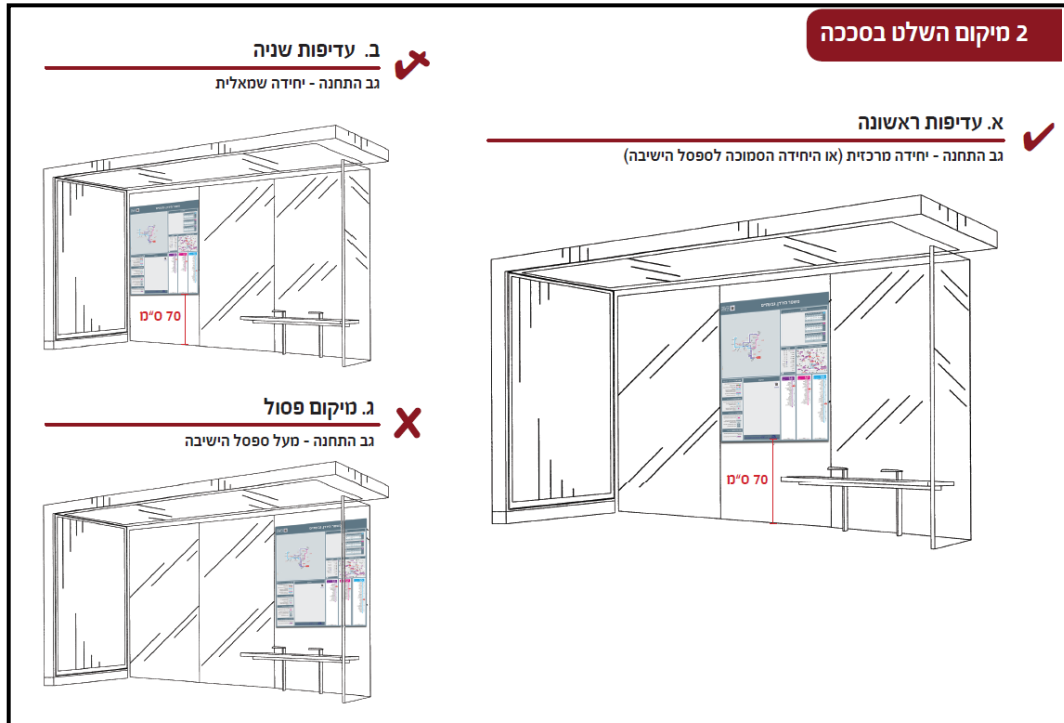 2 מיקום השלט בסככה
א. עדיפות ראשונה
גב התחנה - יחידה מרכזית (או היחידה הסמוכה לספסל הישיבה)
70 ס"מ
ב. עדיפות שניה
גב התחנה - יחידה שמאלית
70 ס"מ
ג. מיקום פסול
גב התחנה - מעל ספסל הישיבה